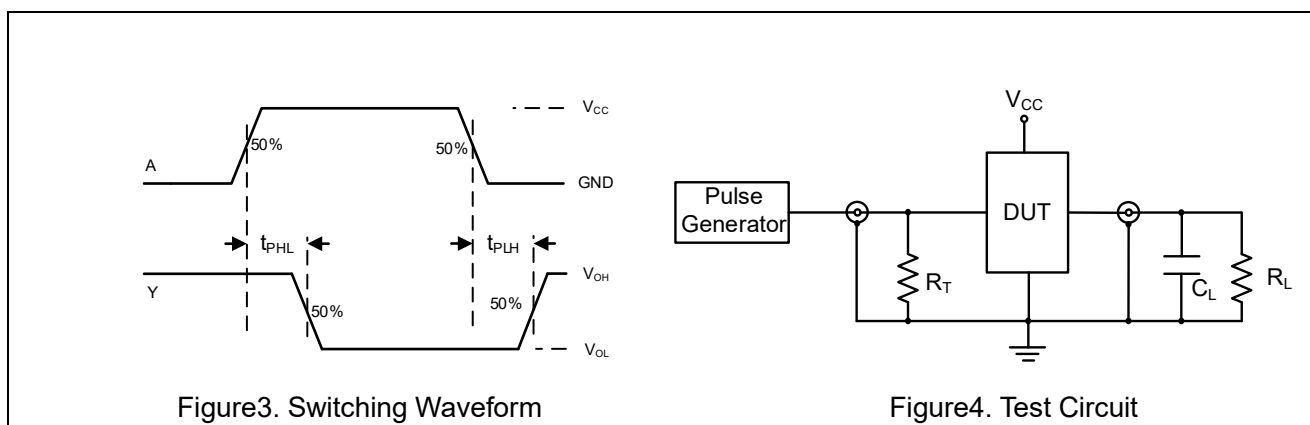 V_CC
50%
50%
A
GND
t_PHL
t_PLH
V_OH
Y
50%
50%
V_OL
Figure3. Switching Waveform
V_CC
Pulse
Generator
DUT
R_T
C_L
R_L
Figure4. Test Circuit